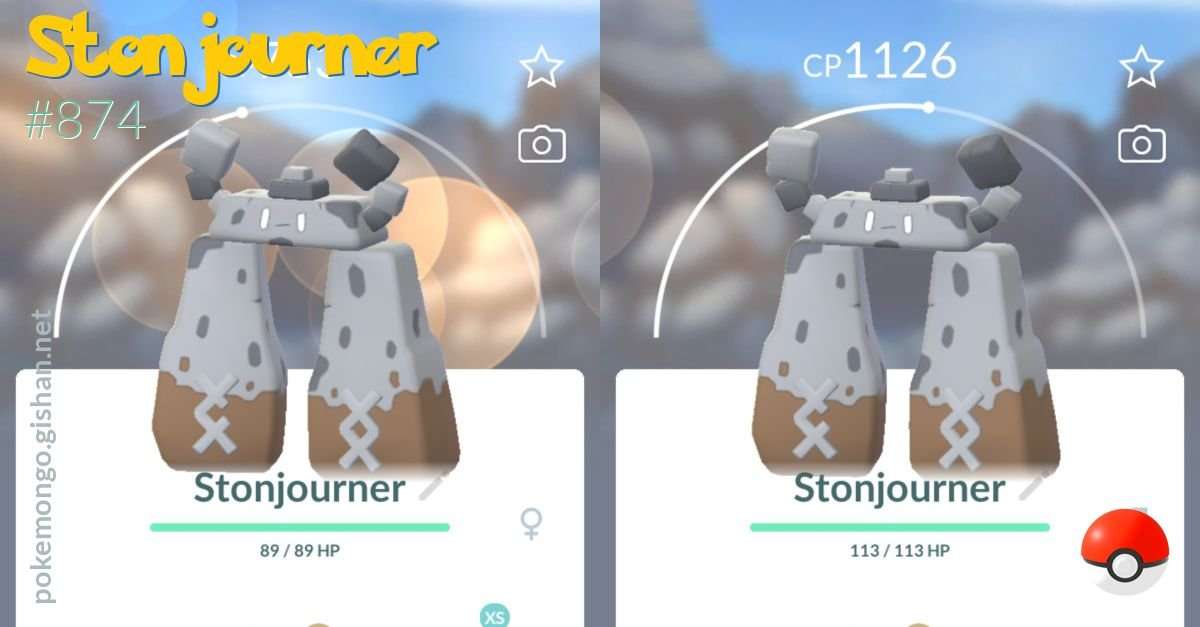 Stonjourner
#874
CP1126
pokemongo.gishan.net
Stonjourner
89 / 89 HP
XS
Stonjourner
113 / 113 HP